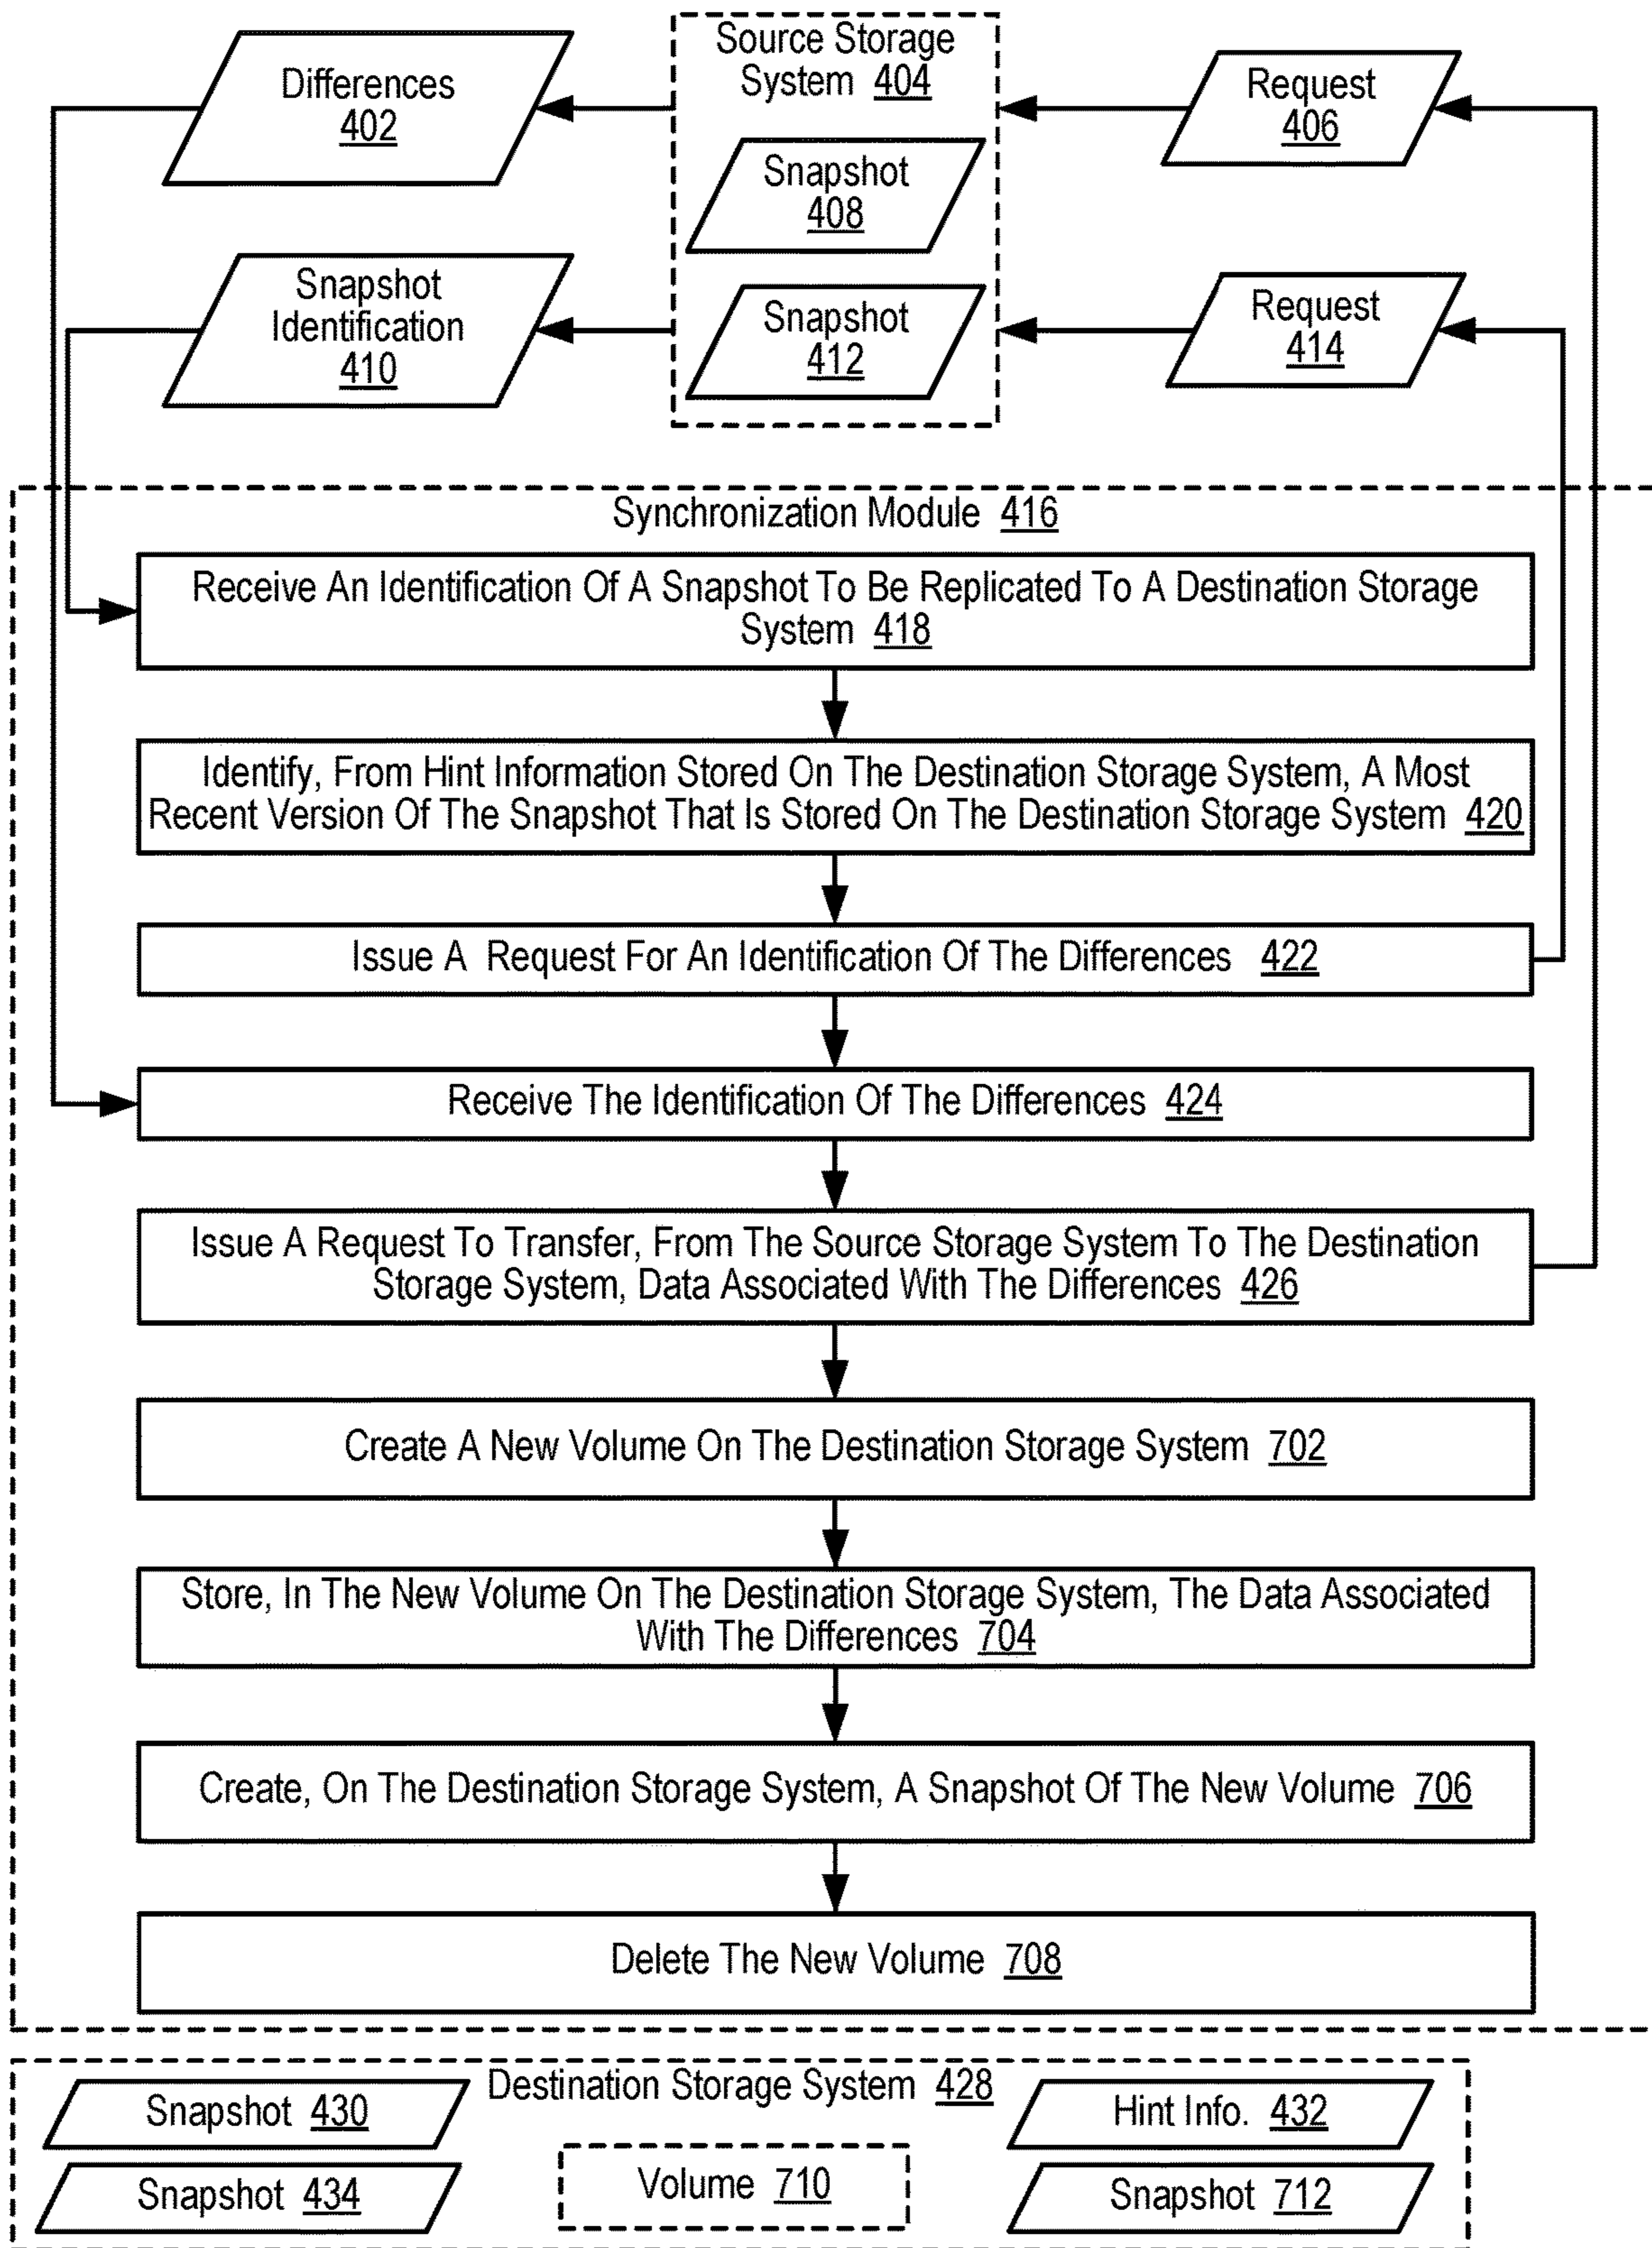 Differences
402
Source Storage
System 404
Request
406
Snapshot
408
Snapshot
Identification
410
Snapshot
412
Request
414
Synchronization Module 416
Receive An Identification Of A Snapshot To Be Replicated To A Destination Storage
System 418
Identify, From Hint Information Stored On The Destination Storage System, A Most
Recent Version Of The Snapshot That Is Stored On The Destination Storage System 420
Issue A Request For An Identification Of The Differences 422
Receive The Identification Of The Differences 424
Issue A Request To Transfer, From The Source Storage System To The Destination
Storage System, Data Associated With The Differences 426
Create A New Volume On The Destination Storage System 702
Store, In The New Volume On The Destination Storage System, The Data Associated
With The Differences 704
Create, On The Destination Storage System, A Snapshot Of The New Volume 706
Delete The New Volume 708
Destination Storage System 428
Snapshot 430
Hint Info. 432
Snapshot 434
Volume 710
Snapshot 712